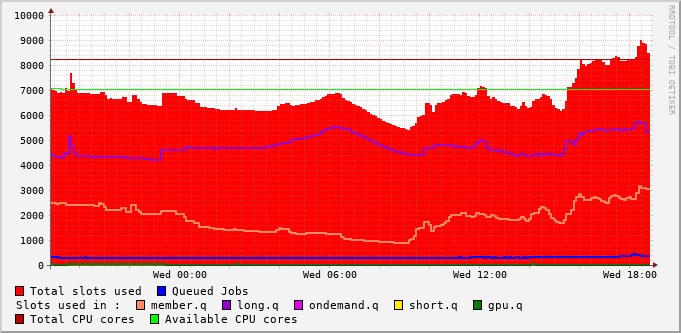 10000
9000
8000
7000
6000
5000
4000
3000
2000
1000
0
Wed 00:00 Wed 06:00 Wed 12:00 Wed 18:00
RRDTOOL / TOBI OETIKER
Total slots used Queued Jobs
Slots used in : member.q long.q ondemand.q short.q gpu.q
Total CPU cores Available CPU cores